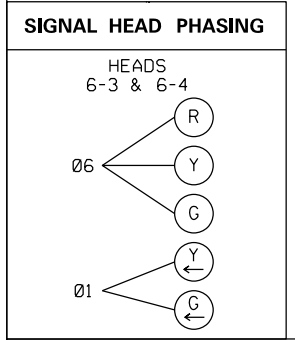 SIGNAL HEAD PHASING
HEADS
6-3 & 6-4
R
Ø6
Y
G
Y
←
Ø1
G
←